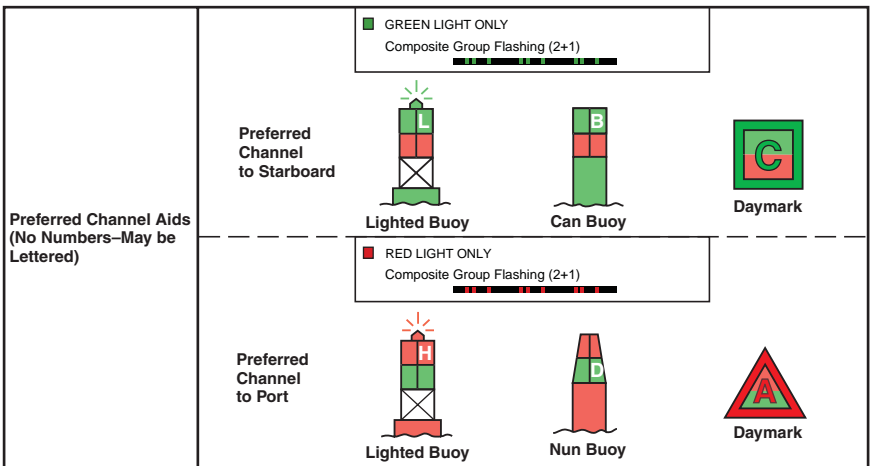 GREEN LIGHT ONLY
Composite Group Flashing (2+1)
Preferred
Channel
to Starboard
L
B
C
Lighted Buoy
Can Buoy
Daymark
Preferred Channel Aids
(No Numbers–May be
Lettered)
RED LIGHT ONLY
Composite Group Flashing (2+1)
Preferred
Channel
to Port
H
D
A
Lighted Buoy
Nun Buoy
Daymark